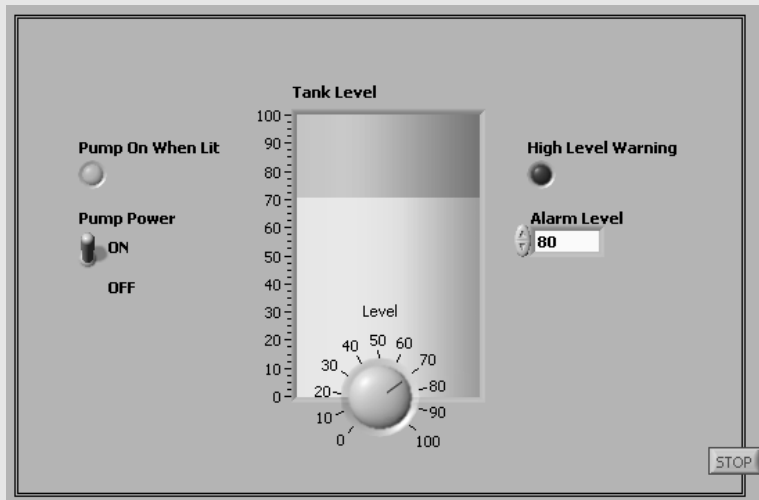 Tank Level
100
90
80
70
60
50
40
30
20
10
0
Pump On When Lit
Pump Power
ON
OFF
High Level Warning
Alarm Level
80
Level
0
10
20
30
40
50
60
70
80
90
100
STOP